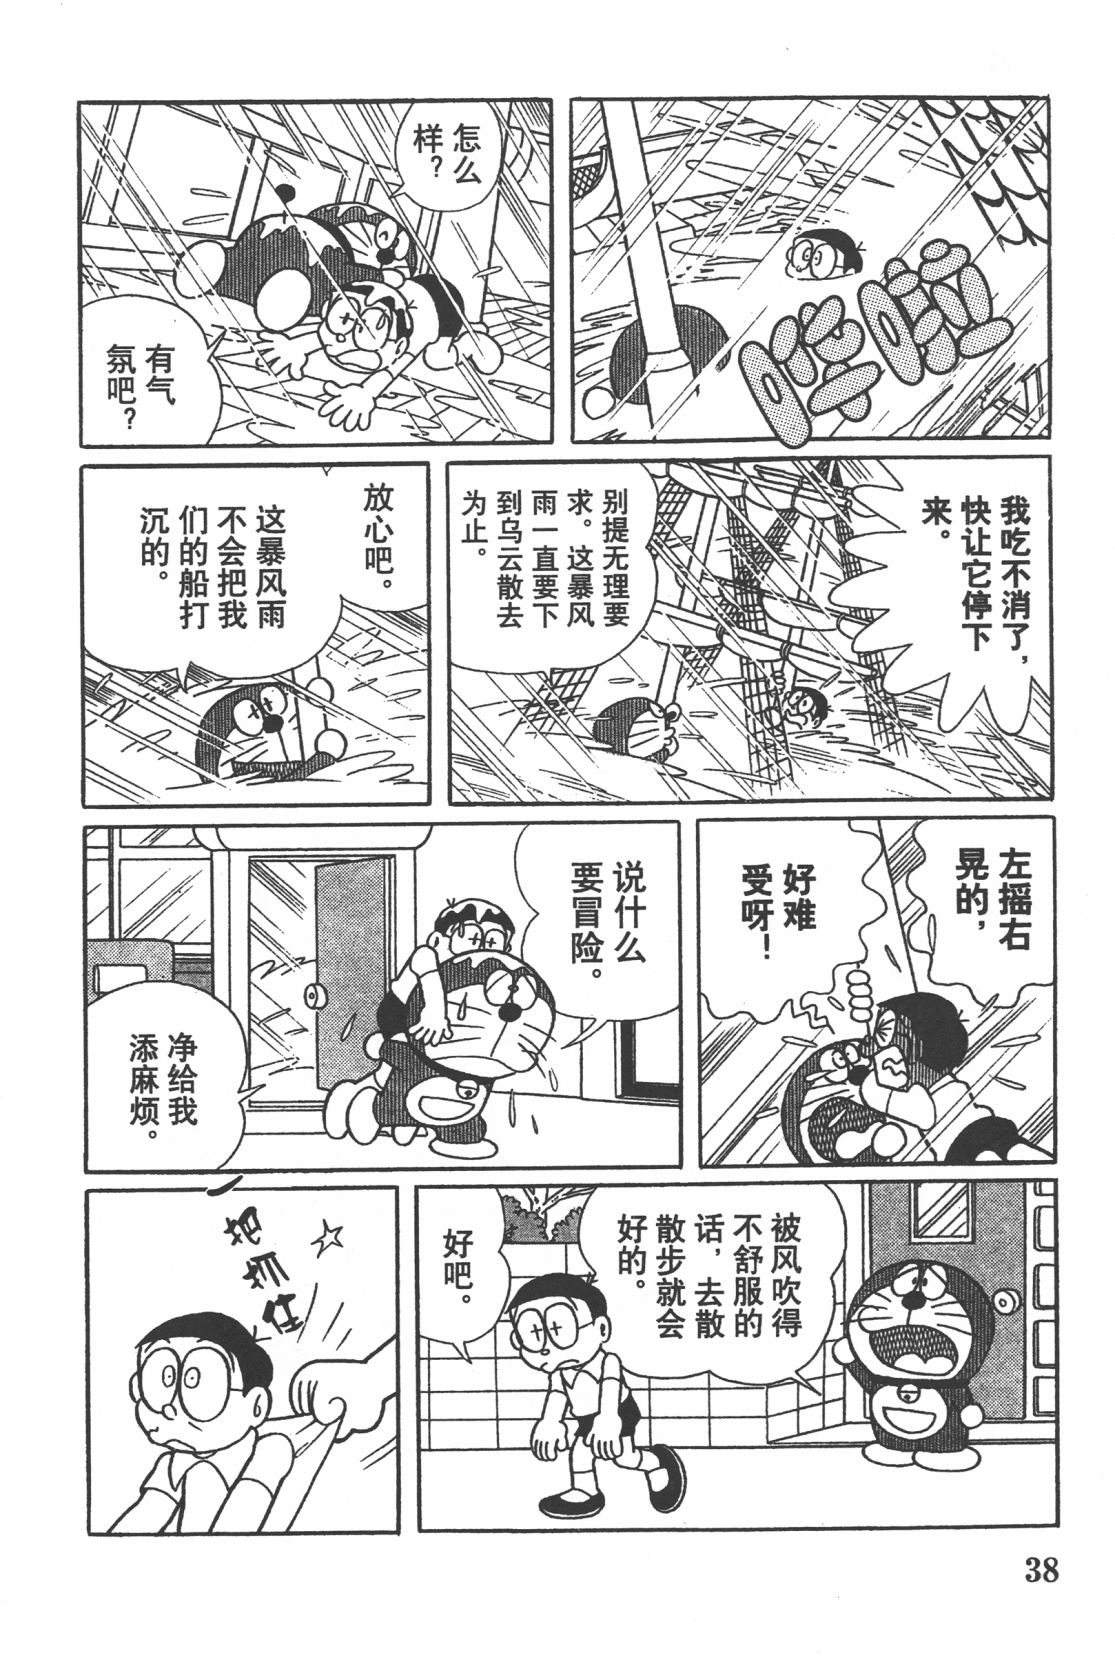 哗啦
怎么
样？
有气
氛吧？
我吃不消了，
快让它停下
来。
别提无理要
求。这暴风
雨一直要下
到乌云散去
为止。
放心吧。
这暴风雨
不会把我
们的船打
沉的。
左摇右
晃的，
好难
受呀！
说什么
要冒险。
净给我
添麻烦。
被风吹得
不舒服的
话，去散
散步就会
好的。
好吧。
一把抓住
38